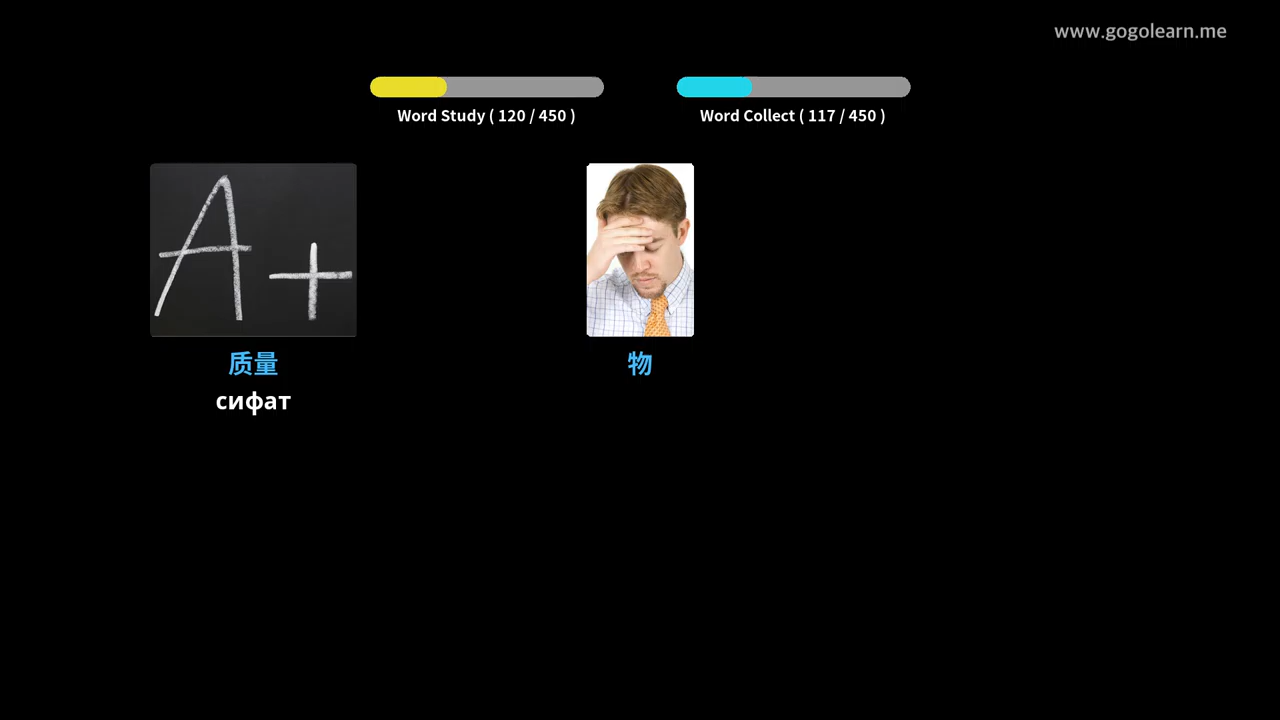 www.gogolearn.me
Word Study ( 120 / 450 )
Word Collect ( 117 / 450 )
A+
质量
物
сифат